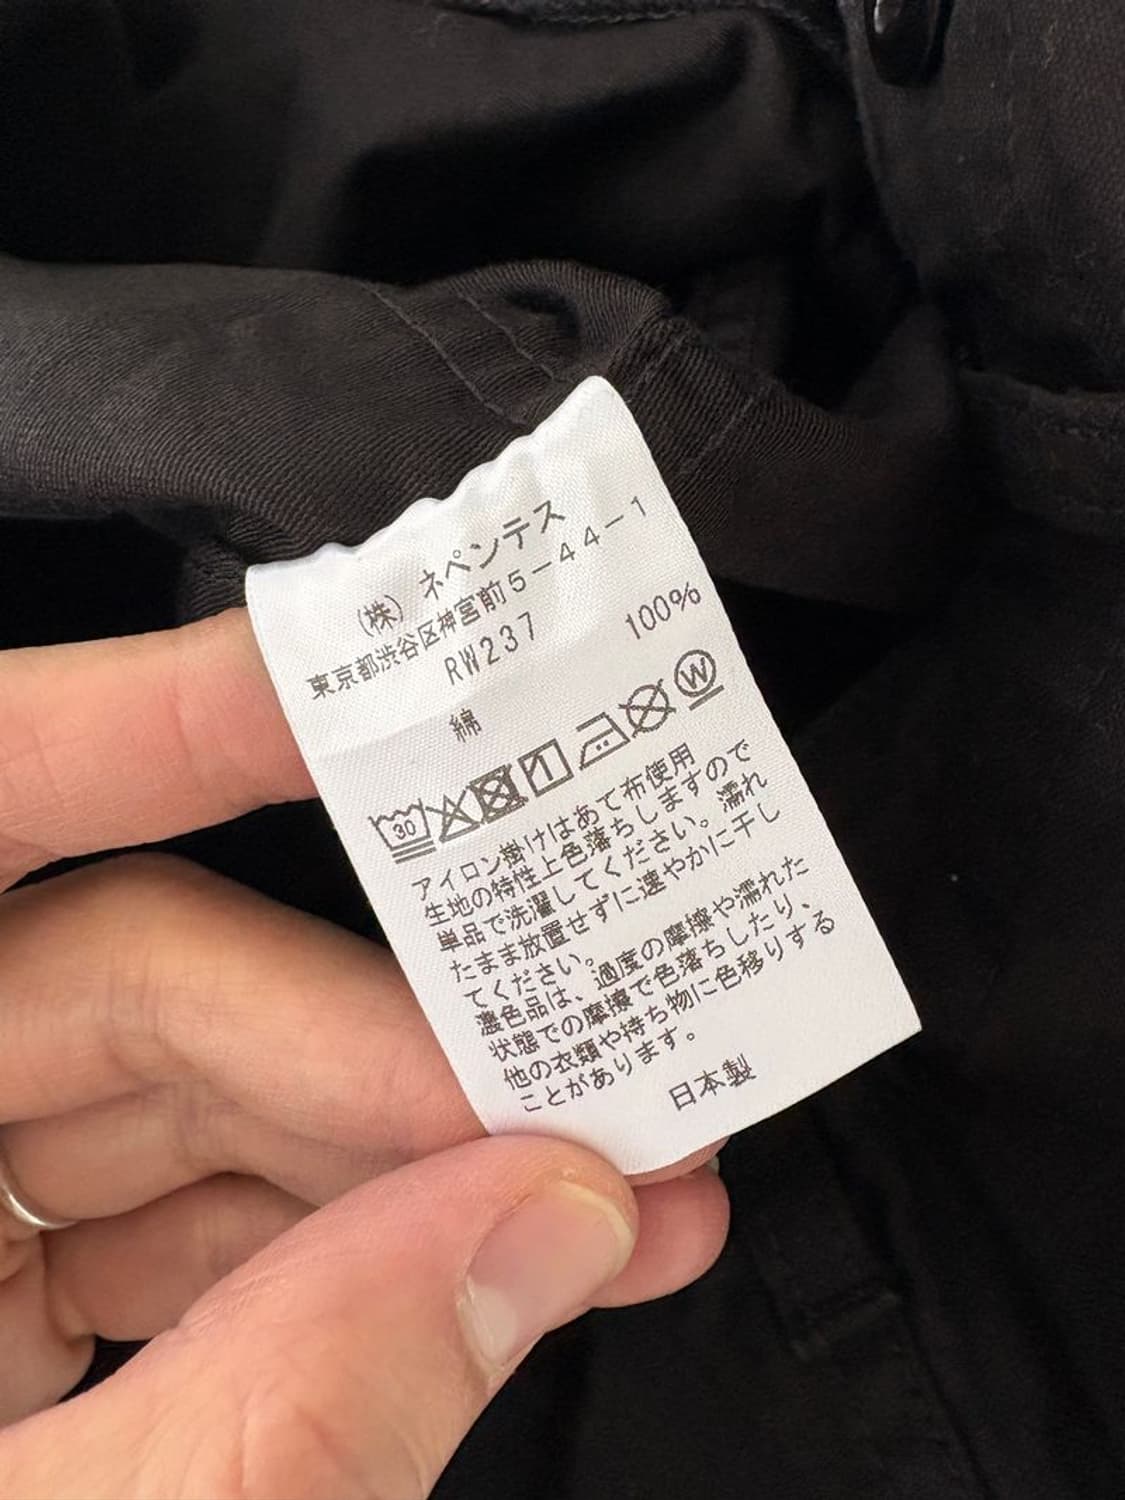 (株) ネペンテス
東京都渋谷区神宮前5-44-1
RW237
綿 100%
30 W
アイロン掛けはあて布使用
生地の特性上色落ちしますので
単品で洗濯してください。濡れ
たまま放置せずに速やかに干し
てください。
濃色品は、過度の摩擦や濡れた
状態での摩擦で色落ちしたり、
他の衣類や持ち物に色移りする
ことがあります。
日本製